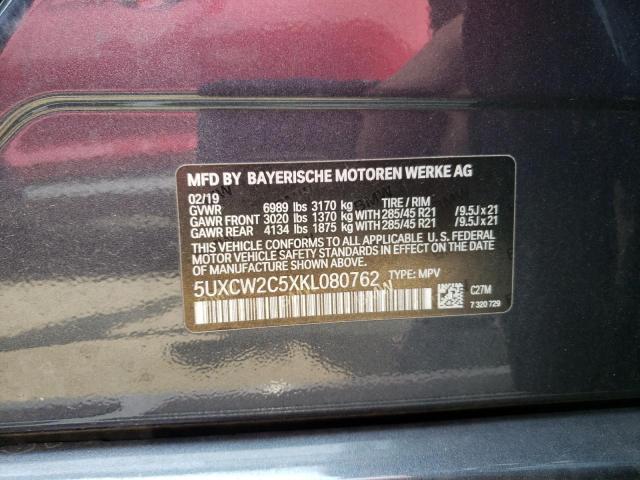 MFD BY BAYERISCHE MOTOREN WERKE AG
02/19
GVWR 6989 lbs 3170 kg TIRE / RIM
GAWR FRONT 3020 lbs 1370 kg WITH 285/45 R21 /9.5J x 21
GAWR REAR 4134 lbs 1875 kg WITH 285/45 R21 /9.5J x 21
THIS VEHICLE CONFORMS TO ALL APPLICABLE U.S. FEDERAL
MOTOR VEHICLE SAFETY STANDARDS IN EFFECT ON THE
DATE OF MANUFACTURE SHOWN ABOVE.
5UXCW2C5XKL080762 TYPE: MPV
C27M
7 320 729